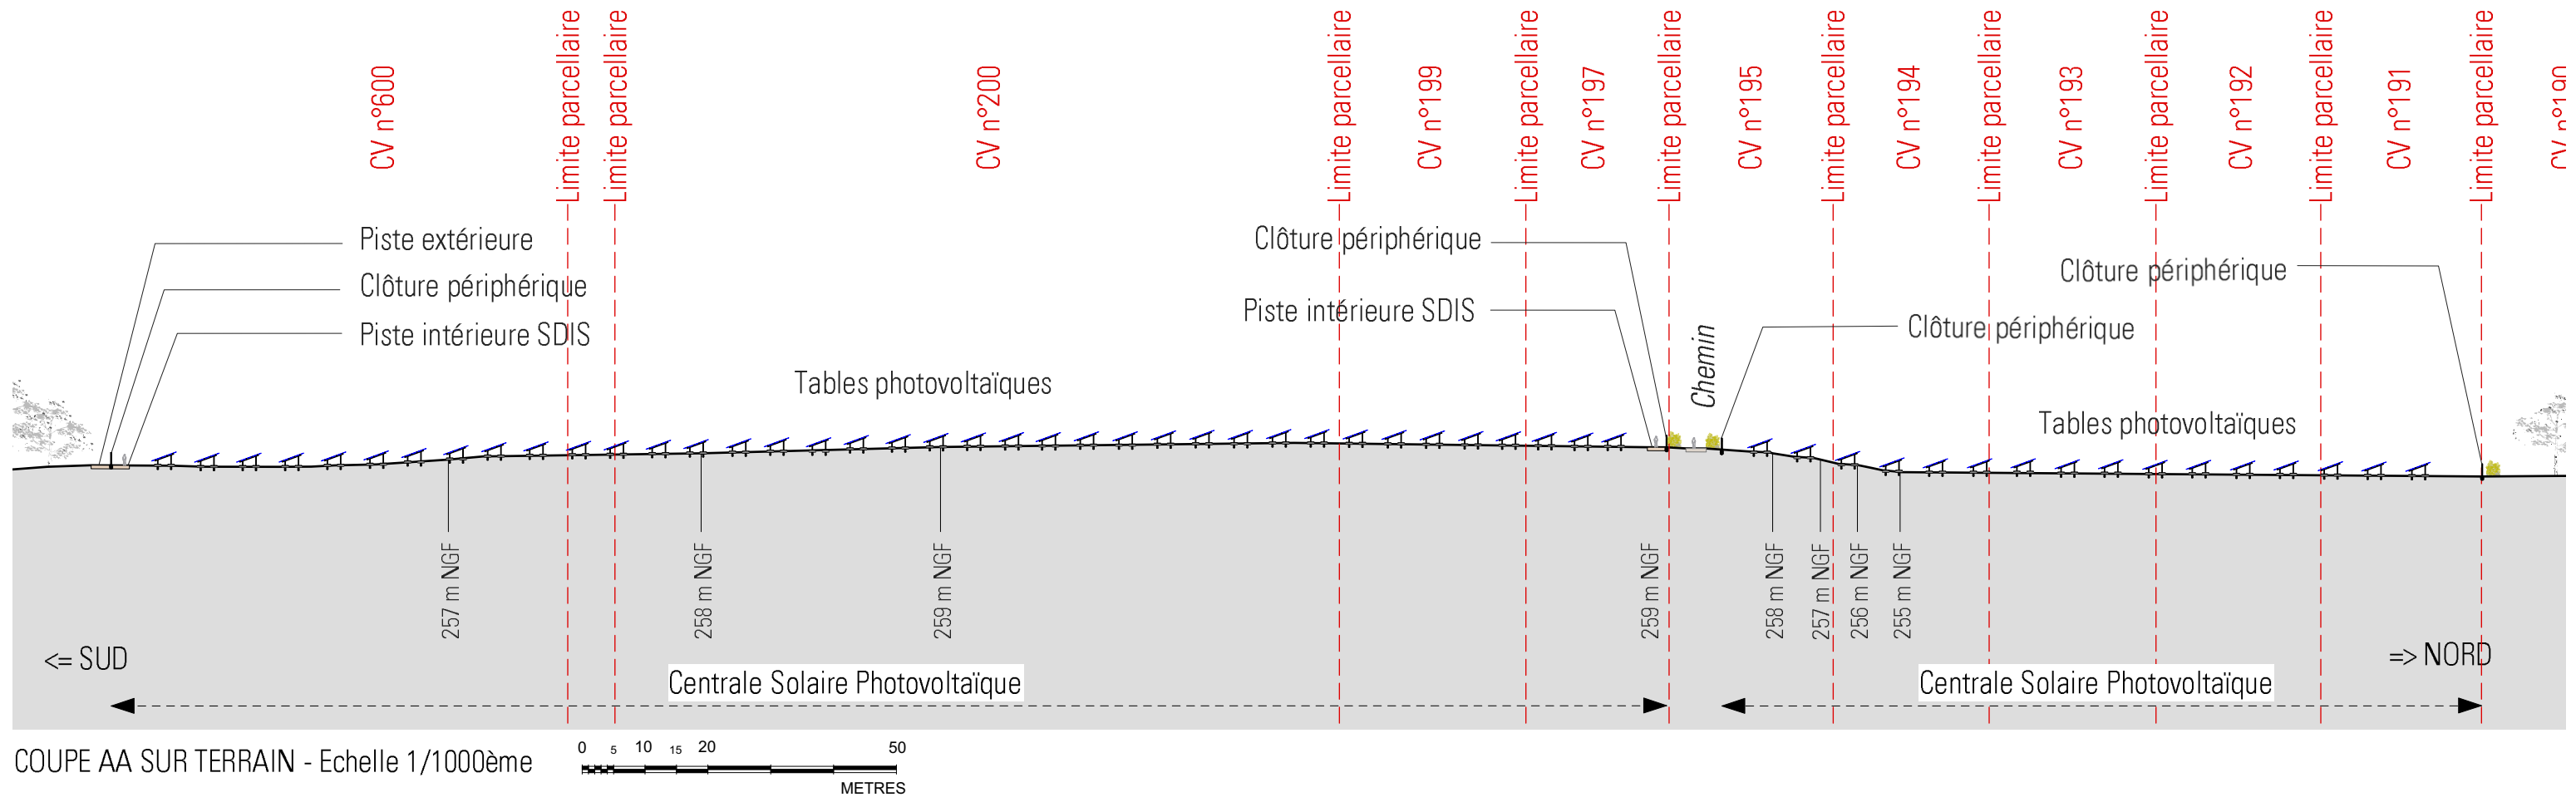 Limite parcellaire
Limite parcellaire
Limite parcellaire
Limite parcellaire
Limite parcellaire
Limite parcellaire
Limite parcellaire
Limite parcellaire
Limite parcellaire
Limite parcellaire
CV n°600
CV n°200
CV n°199
CV n°197
CV n°195
CV n°194
CV n°193
CV n°192
CV n°191
CV n°190
Piste extérieure
Clôture périphérique
Piste intérieure SDIS
Clôture périphérique
Piste intérieure SDIS
Chemin
Clôture périphérique
Clôture périphérique
Tables photovoltaïques
Tables photovoltaïques
257 m NGF
258 m NGF
259 m NGF
259 m NGF
258 m NGF
257 m NGF
256 m NGF
255 m NGF
<= SUD
=> NORD
Centrale Solaire Photovoltaïque
Centrale Solaire Photovoltaïque
COUPE AA SUR TERRAIN - Echelle 1/1000ème
0 5 10 15 20 50
METRES